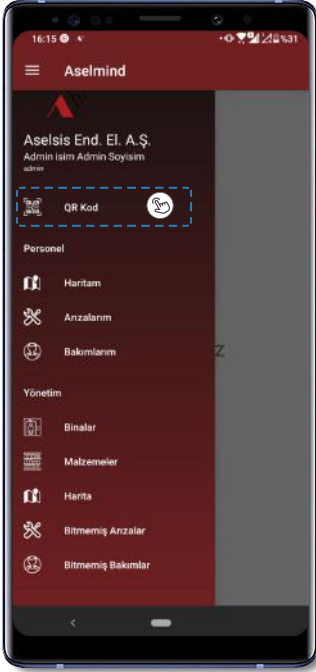 16:15
%31
Aselmind
Aselsis End. El. A.Ş.
Admin isim Admin Soyisim
admin
QR Kod
Personel
Haritam
Arızalarım
Bakımlarım
Z
Yönetim
Binalar
Malzemeler
Harita
Bitmemiş Arızalar
Bitmemiş Bakımlar